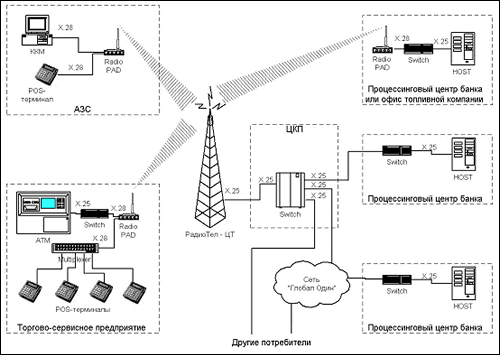 X.28
ККМ
X.28
Radio
PAD
POS-
терминал
АЗС
X.25
Radio
PAD
Switch
HOST
Процессинговый центр банка
или офис топливной компании
ЦКП
X.25
X.25
X.25
X.25
X.25
Switch
РадиоТел - ЦТ
X.25
Switch
HOST
Процессинговый центр банка
X.25
X.25
Switch
Radio
PAD
ATM
X.28
Multiplexer
POS-терминалы
Торгово-сервисное предприятие
Сеть
"Глобал Один"
X.25
Switch
HOST
Процессинговый центр банка
Другие потребители